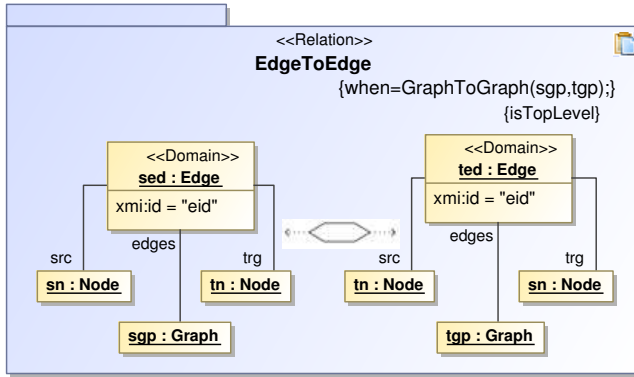 <<Relation>>
EdgeToEdge
{when=GraphToGraph(sgp,tgp);}
{isTopLevel}
<<Domain>>
sed : Edge
xmi:id = "eid"
edges
src
trg
sn : Node
tn : Node
sgp : Graph
<<Domain>>
ted : Edge
xmi:id = "eid"
edges
src
trg
tn : Node
sn : Node
tgp : Graph